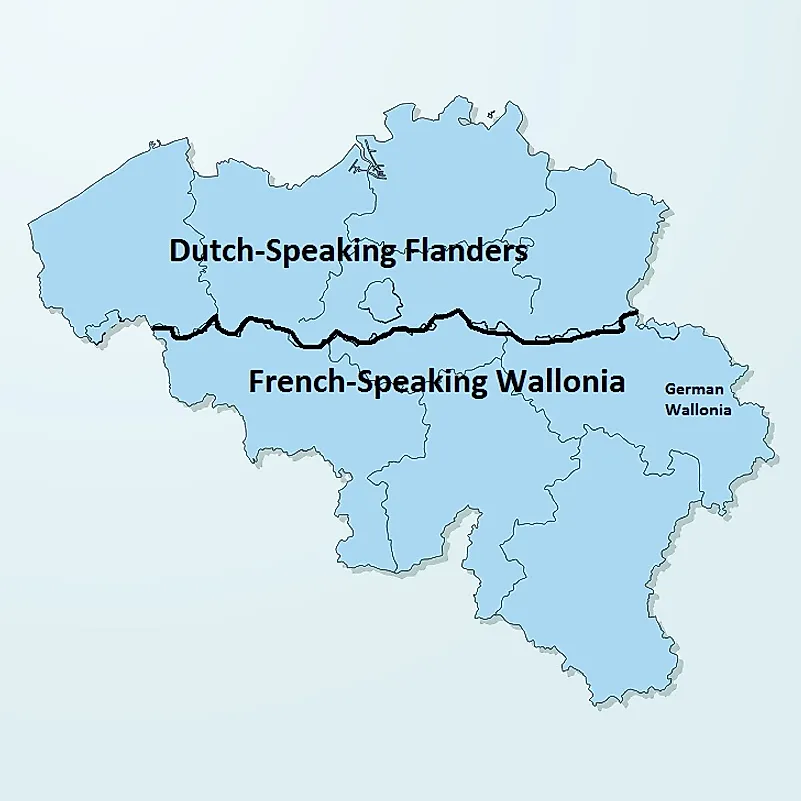 Dutch-Speaking Flanders
French-Speaking Wallonia
German
Wallonia